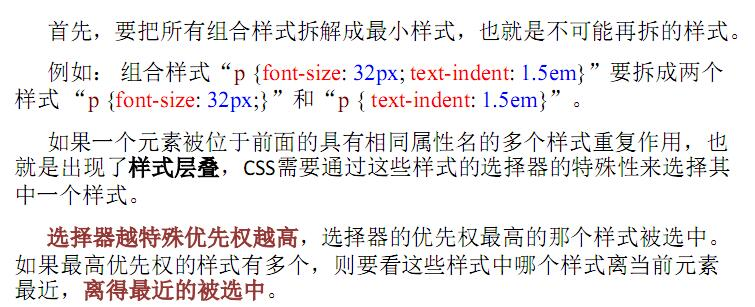 首先，要把所有组合样式拆解成最小样式，也就是不可能再拆的样式。
例如： 组合样式“p {font-size: 32px; text-indent: 1.5em}”要拆成两个
样式 “p {font-size: 32px;}”和“p { text-indent: 1.5em}”。
如果一个元素被位于前面的具有相同属性名的多个样式重复作用，也
就是出现了样式层叠，CSS需要通过这些样式的选择器的特殊性来选择其
中一个样式。
选择器越特殊优先权越高，选择器的优先权最高的那个样式被选中。
如果最高优先权的样式有多个，则要看这些样式中哪个样式离当前元素
最近，离得最近的被选中。